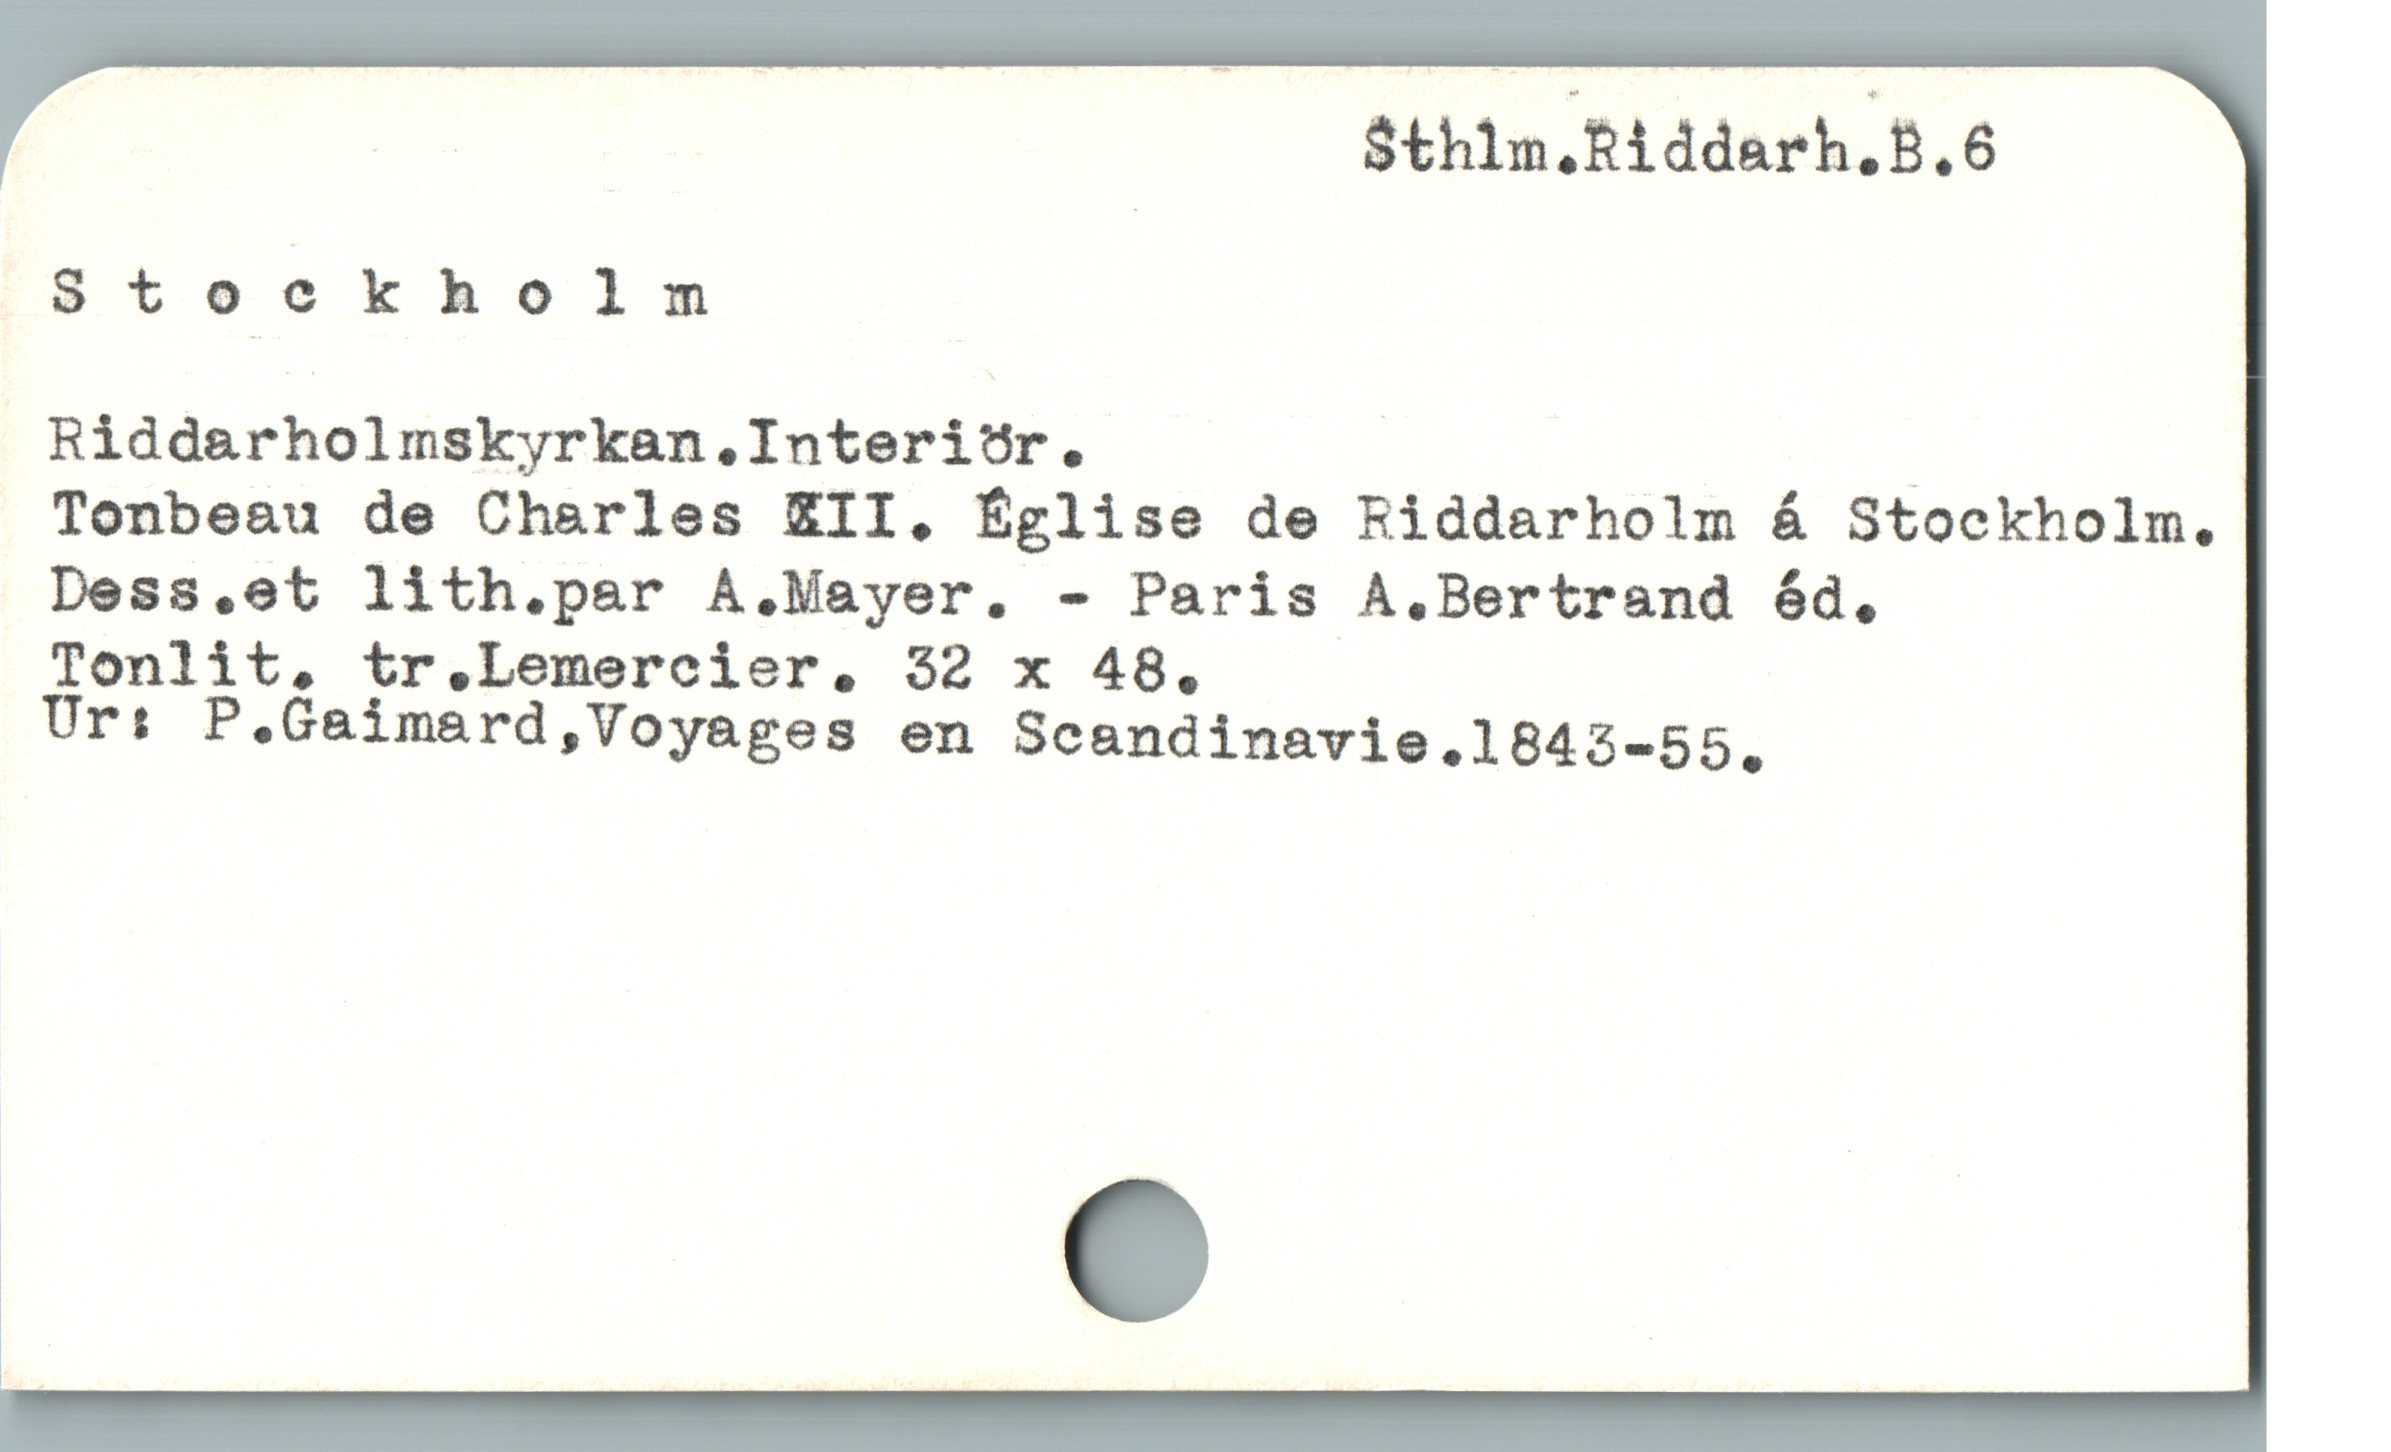 Sthlm.Riddarh.B.6
S t o c k h o l m
Riddarholmskyrkan.Interiör.
Tonbeau de Charles XII. Église de Riddarholm á Stockholm.
Dess.et lith.par A.Mayer. - Paris A.Bertrand éd.
Tonlit. tr.Lemercier. 32 x 48.
Ur: P.Gaimard,Voyages en Scandinavie.1843-55.